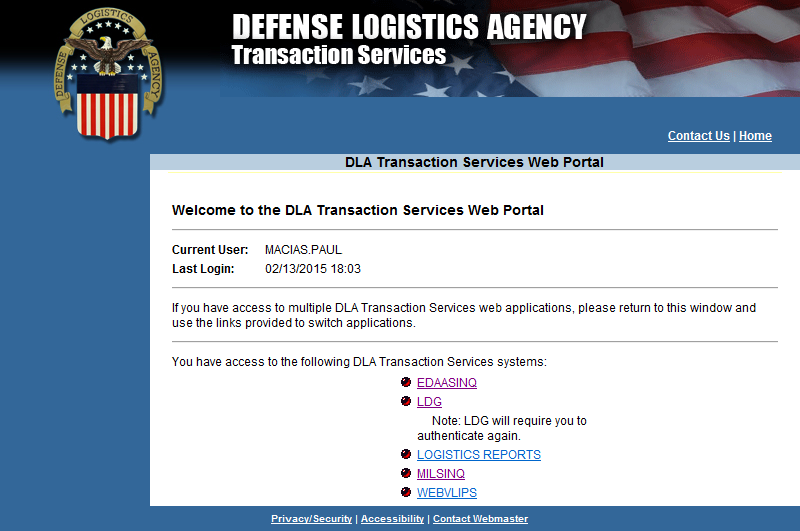 DEFENSE LOGISTICS AGENCY
DEFENSE LOGISTICS AGENCY
Transaction Services
Contact Us | Home
DLA Transaction Services Web Portal
Welcome to the DLA Transaction Services Web Portal
Current User: MACIAS.PAUL
Last Login: 02/13/2015 18:03
If you have access to multiple DLA Transaction Services web applications, please return to this window and
use the links provided to switch applications.
You have access to the following DLA Transaction Services systems:
EDAASINQ
LDG
Note: LDG will require you to
authenticate again.
LOGISTICS REPORTS
MILSINQ
WEBVLIPS
Privacy/Security | Accessibility | Contact Webmaster